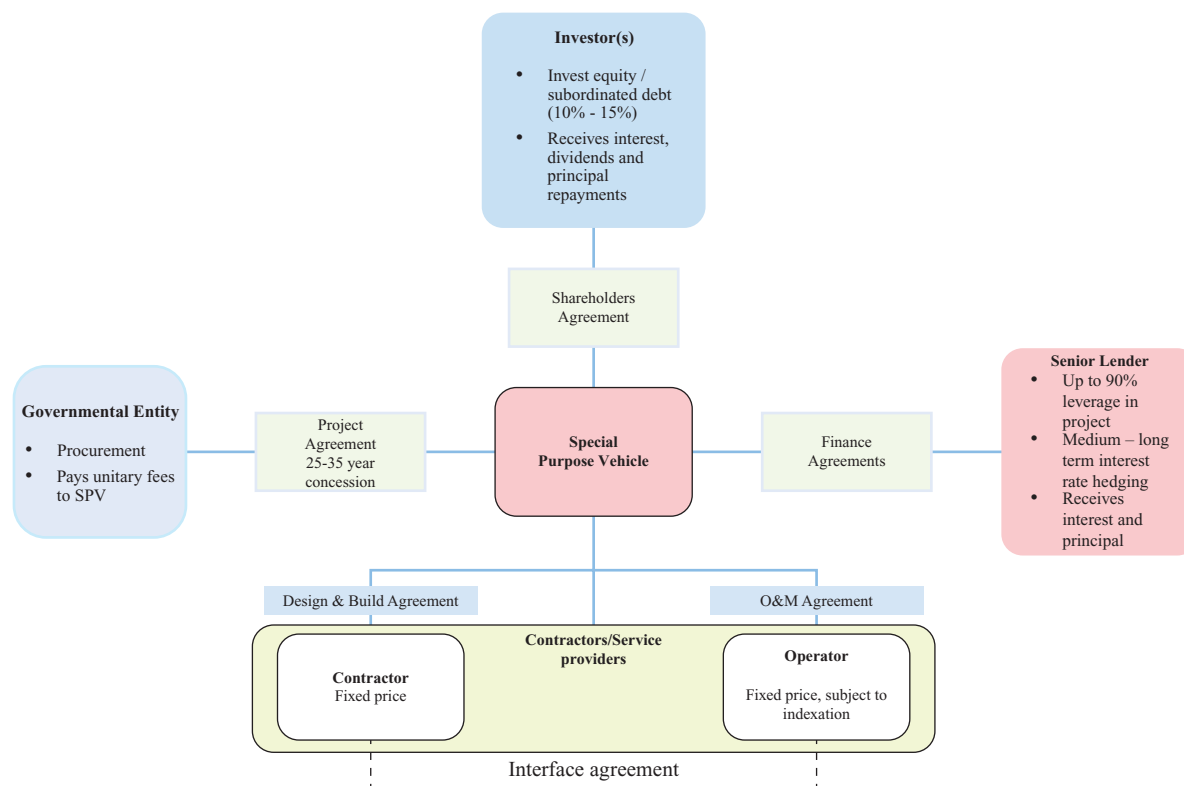 Investor(s)
• Invest equity /
subordinated debt
(10% - 15%)
• Receives interest,
dividends and
principal
repayments
Shareholders
Agreement
Governmental Entity
• Procurement
• Pays unitary fees
to SPV
Project
Agreement
25-35 year
concession
Special
Purpose Vehicle
Finance
Agreements
Senior Lender
• Up to 90%
leverage in
project
• Medium – long
term interest
rate hedging
• Receives
interest and
principal
Design & Build Agreement
O&M Agreement
Contractors/Service
providers
Contractor
Fixed price
Operator
Fixed price, subject to
indexation
Interface agreement